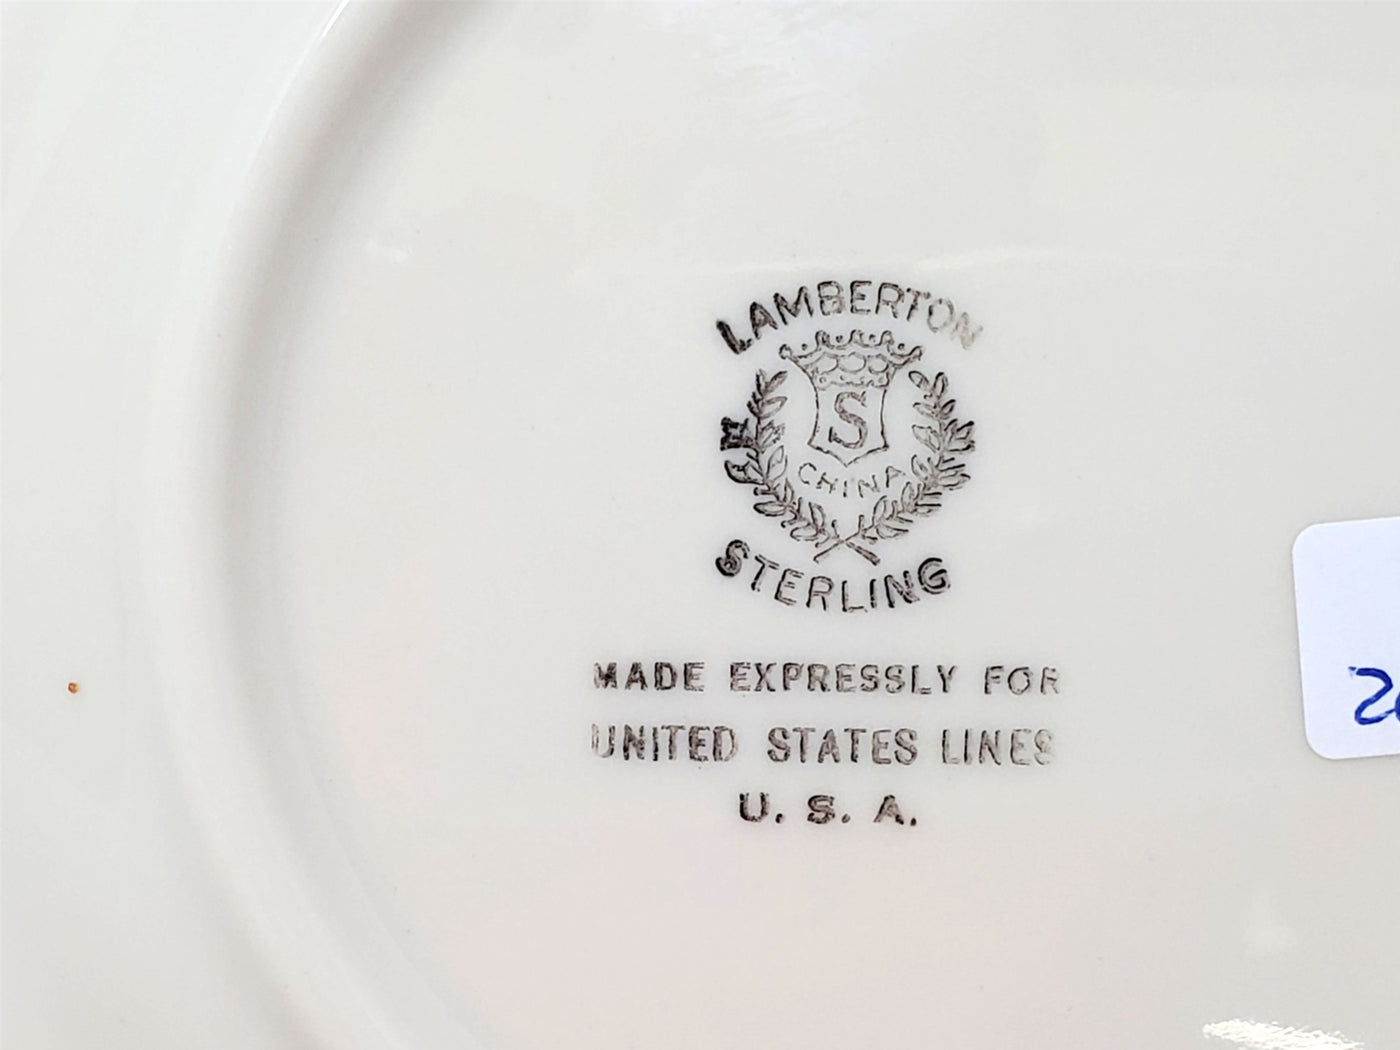 LAMBERTON
S
CHINA
STERLING
MADE EXPRESSLY FOR
UNITED STATES LINES
U. S. A.